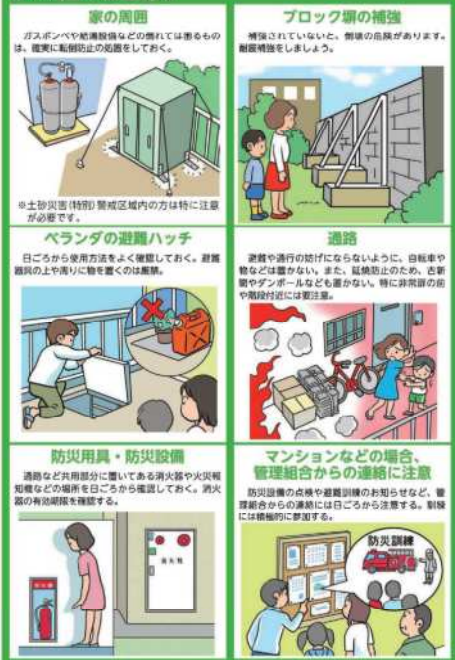 家の周囲
ガスボンベや給湯設備などの倒れては困るもの
は、確実に転倒防止の処置をしておく。
※土砂災害(特別)警戒区域内の方は特に注意
が必要です。
ブロック塀の補強
補強されていないと、倒壊の危険があります。
耐震補強をしましょう。
ベランダの避難ハッチ
日ごろから使用方法をよく確認しておく。避難
器具の上や周りに物を置くのは厳禁。
通路
避難や通行の妨げにならないように、自転車や
物などは置かない。また、延焼防止のため、古新
聞やダンボールなども置かない。特に非常扉の前
や階段付近には要注意。
防災用具・防災設備
通路など共用部分に置いてある消火器や火災報
知機などの場所を日ごろから確認しておく。消火
器の有効期限を確認する。
消火栓
マンションなどの場合、
管理組合からの連絡に注意
防災設備の点検や避難訓練のお知らせなど、管
理組合からの連絡には日ごろから注意する。訓練
には積極的に参加する。
防災訓練